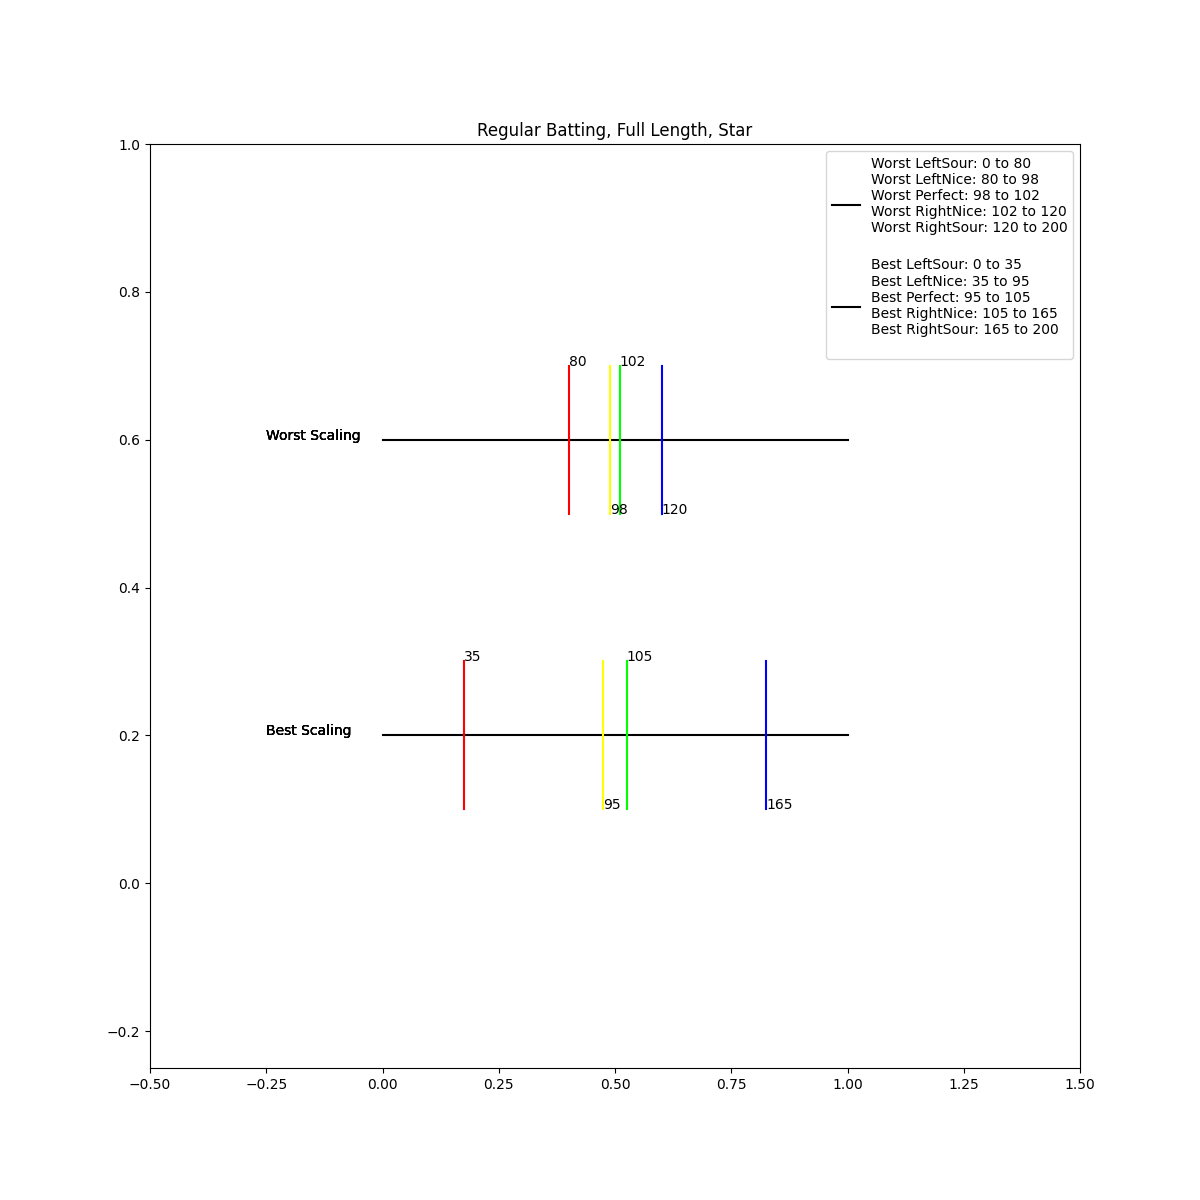 Regular Batting, Full Length, Star
1.0
Worst LeftSour: 0 to 80
Worst LeftNice: 80 to 98
Worst Perfect: 98 to 102
Worst RightNice: 102 to 120
Worst RightSour: 120 to 200
Best LeftSour: 0 to 35
Best LeftNice: 35 to 95
Best Perfect: 95 to 105
Best RightNice: 105 to 165
Best RightSour: 165 to 200
0.8
80 102
Worst Scaling
0.6
98 120
0.4
35 105
Best Scaling
0.2
95 165
0.0
−0.2
−0.50 −0.25 0.00 0.25 0.50 0.75 1.00 1.25 1.50